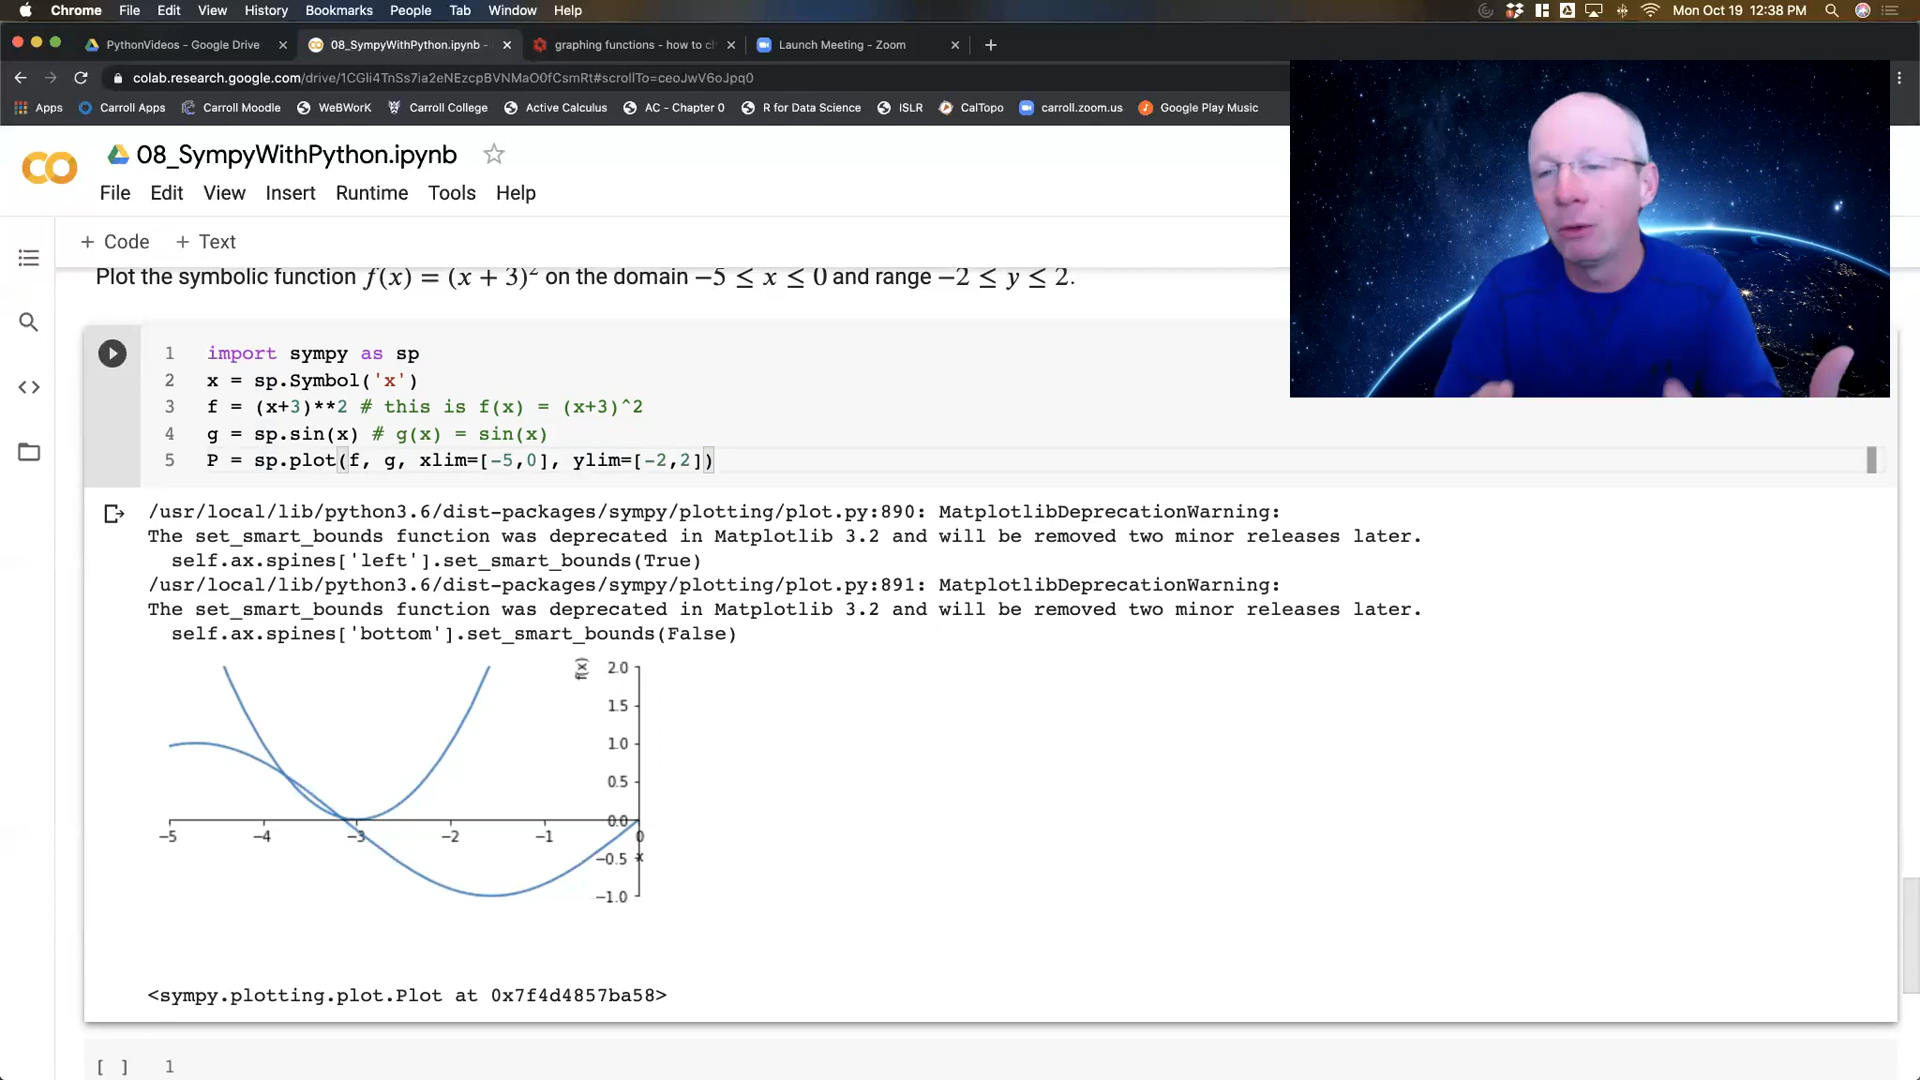 Chrome File Edit View History Bookmarks People Tab Window Help Mon Oct 19 12:38 PM
PythonVideos - Google Drive 08_SympyWithPython.ipynb - graphing functions - how to cl Launch Meeting - Zoom
colab.research.google.com/drive/1CGli4TnSs7ia2eNEzcpBVNMaO0fCsmRt#scrollTo=ceoJwV6oJpq0
Apps Carroll Apps Carroll Moodle WeBWorK Carroll College Active Calculus AC - Chapter 0 R for Data Science ISLR CalTopo carroll.zoom.us Google Play Music
08_SympyWithPython.ipynb
File Edit View Insert Runtime Tools Help
+ Code + Text
Plot the symbolic function f(x) = (x + 3)² on the domain −5 ≤ x ≤ 0 and range −2 ≤ y ≤ 2.
1 import sympy as sp
2 x = sp.Symbol('x')
3 f = (x+3)**2 # this is f(x) = (x+3)^2
4 g = sp.sin(x) # g(x) = sin(x)
5 P = sp.plot(f, g, xlim=[-5,0], ylim=[-2,2])
/usr/local/lib/python3.6/dist-packages/sympy/plotting/plot.py:890: MatplotlibDeprecationWarning:
The set_smart_bounds function was deprecated in Matplotlib 3.2 and will be removed two minor releases later.
self.ax.spines['left'].set_smart_bounds(True)
/usr/local/lib/python3.6/dist-packages/sympy/plotting/plot.py:891: MatplotlibDeprecationWarning:
The set_smart_bounds function was deprecated in Matplotlib 3.2 and will be removed two minor releases later.
self.ax.spines['bottom'].set_smart_bounds(False)
f(x) 2.0
1.5
1.0
0.5
0.0
−5 −4 −3 −2 −1 0
−0.5 x
−1.0
<sympy.plotting.plot.Plot at 0x7f4d4857ba58>
[ ] 1